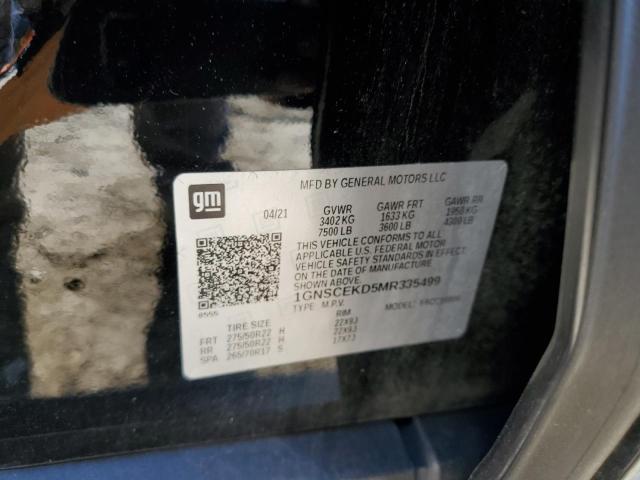 MFD BY GENERAL MOTORS LLC
gm
04/21 GVWR GAWR FRT GAWR RR
3402 KG 1633 KG 1950 KG
7500 LB 3600 LB 4300 LB
THIS VEHICLE CONFORMS TO ALL
APPLICABLE U.S. FEDERAL MOTOR
VEHICLE SAFETY STANDARDS IN EFFECT
ON THE DATE OF MANUFACTURE
SHOWN ABOVE.
1GNSCEKD5MR335499
8555
TYPE: M.P.V. MODEL:
TIRE SIZE RIM
FRT 275/50R22 H 22X9J
RR 275/50R22 H 22X9J
SPA 265/70R17 S 17X7J